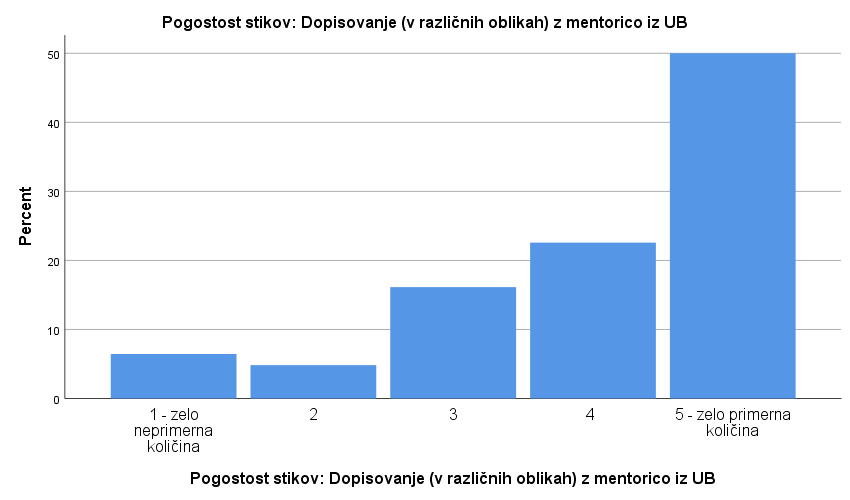 Pogostost stikov: Dopisovanje (v različnih oblikah) z mentorico iz UB
50
40
30
20
10
0
Percent
1 - zelo
neprimerna
količina
2
3
4
5 - zelo primerna
količina
Pogostost stikov: Dopisovanje (v različnih oblikah) z mentorico iz UB